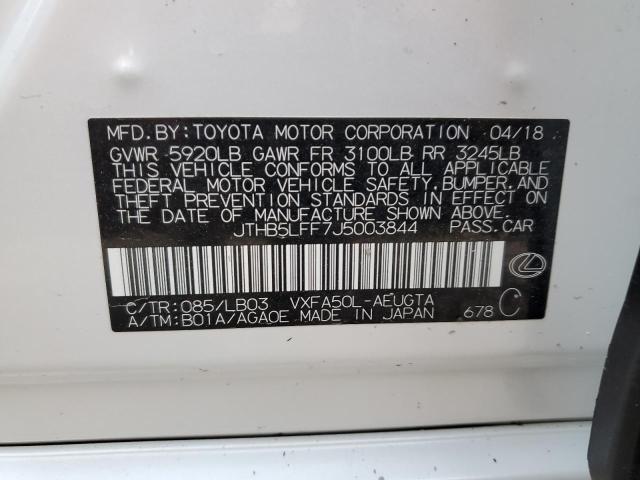 MFD.BY:TOYOTA MOTOR CORPORATION 04/18
GVWR 5920LB GAWR FR 3100LB RR 3245LB
THIS VEHICLE CONFORMS TO ALL APPLICABLE
FEDERAL MOTOR VEHICLE SAFETY,BUMPER,AND
THEFT PREVENTION STANDARDS IN EFFECT ON
THE DATE OF MANUFACTURE SHOWN ABOVE.
JTHB5LFF7J5003844 PASS.CAR
C/TR:085/LB03 VXFA50L-AEUGTA
A/TM:B01A/AGA0E MADE IN JAPAN 678 C